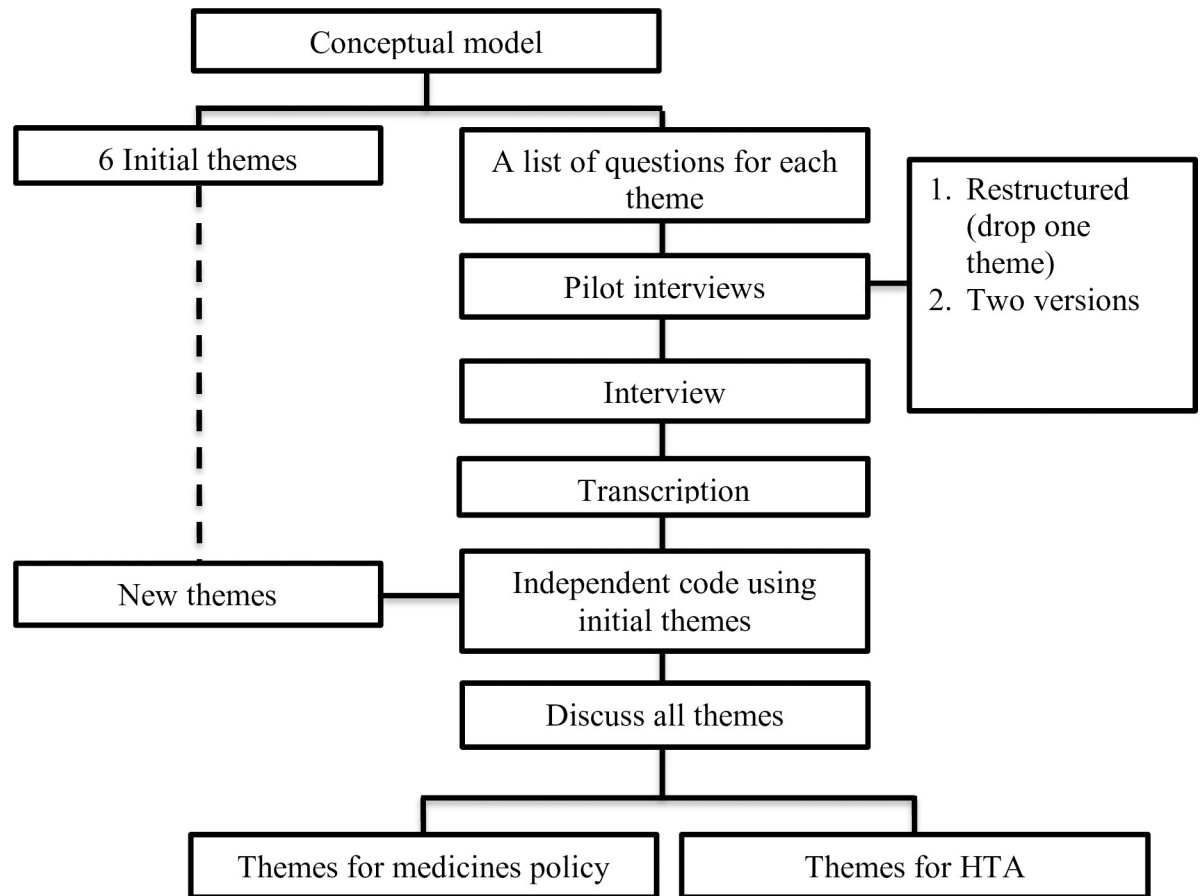 Conceptual model
6 Initial themes
A list of questions for each
theme
1. Restructured
(drop one
theme)
2. Two versions
Pilot interviews
Interview
Transcription
New themes
Independent code using
initial themes
Discuss all themes
Themes for medicines policy
Themes for HTA